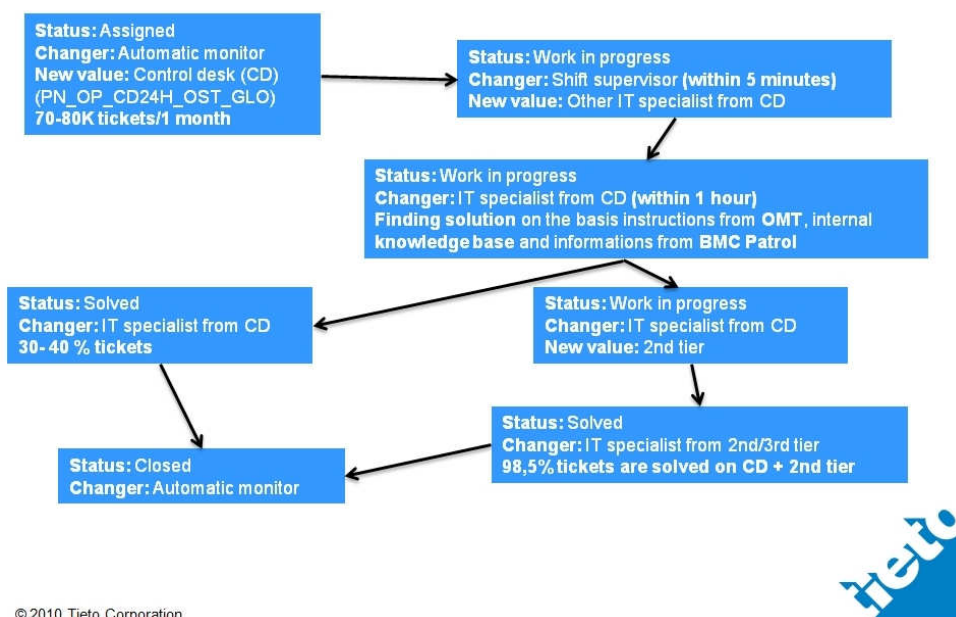 Status: Assigned
Changer: Automatic monitor
New value: Control desk (CD)
(PN_OP_CD24H_OST_GLO)
70-80K tickets/1 month
Status: Work in progress
Changer: Shift supervisor (within 5 minutes)
New value: Other IT specialist from CD
Status: Work in progress
Changer: IT specialist from CD (within 1 hour)
Finding solution on the basis instructions from OMT, internal
knowledge base and informations from BMC Patrol
Status: Solved
Changer: IT specialist from CD
30- 40 % tickets
Status: Work in progress
Changer: IT specialist from CD
New value: 2nd tier
Status: Solved
Changer: IT specialist from 2nd/3rd tier
98,5% tickets are solved on CD + 2nd tier
Status: Closed
Changer: Automatic monitor
tieto
© 2010 Tieto Corporation